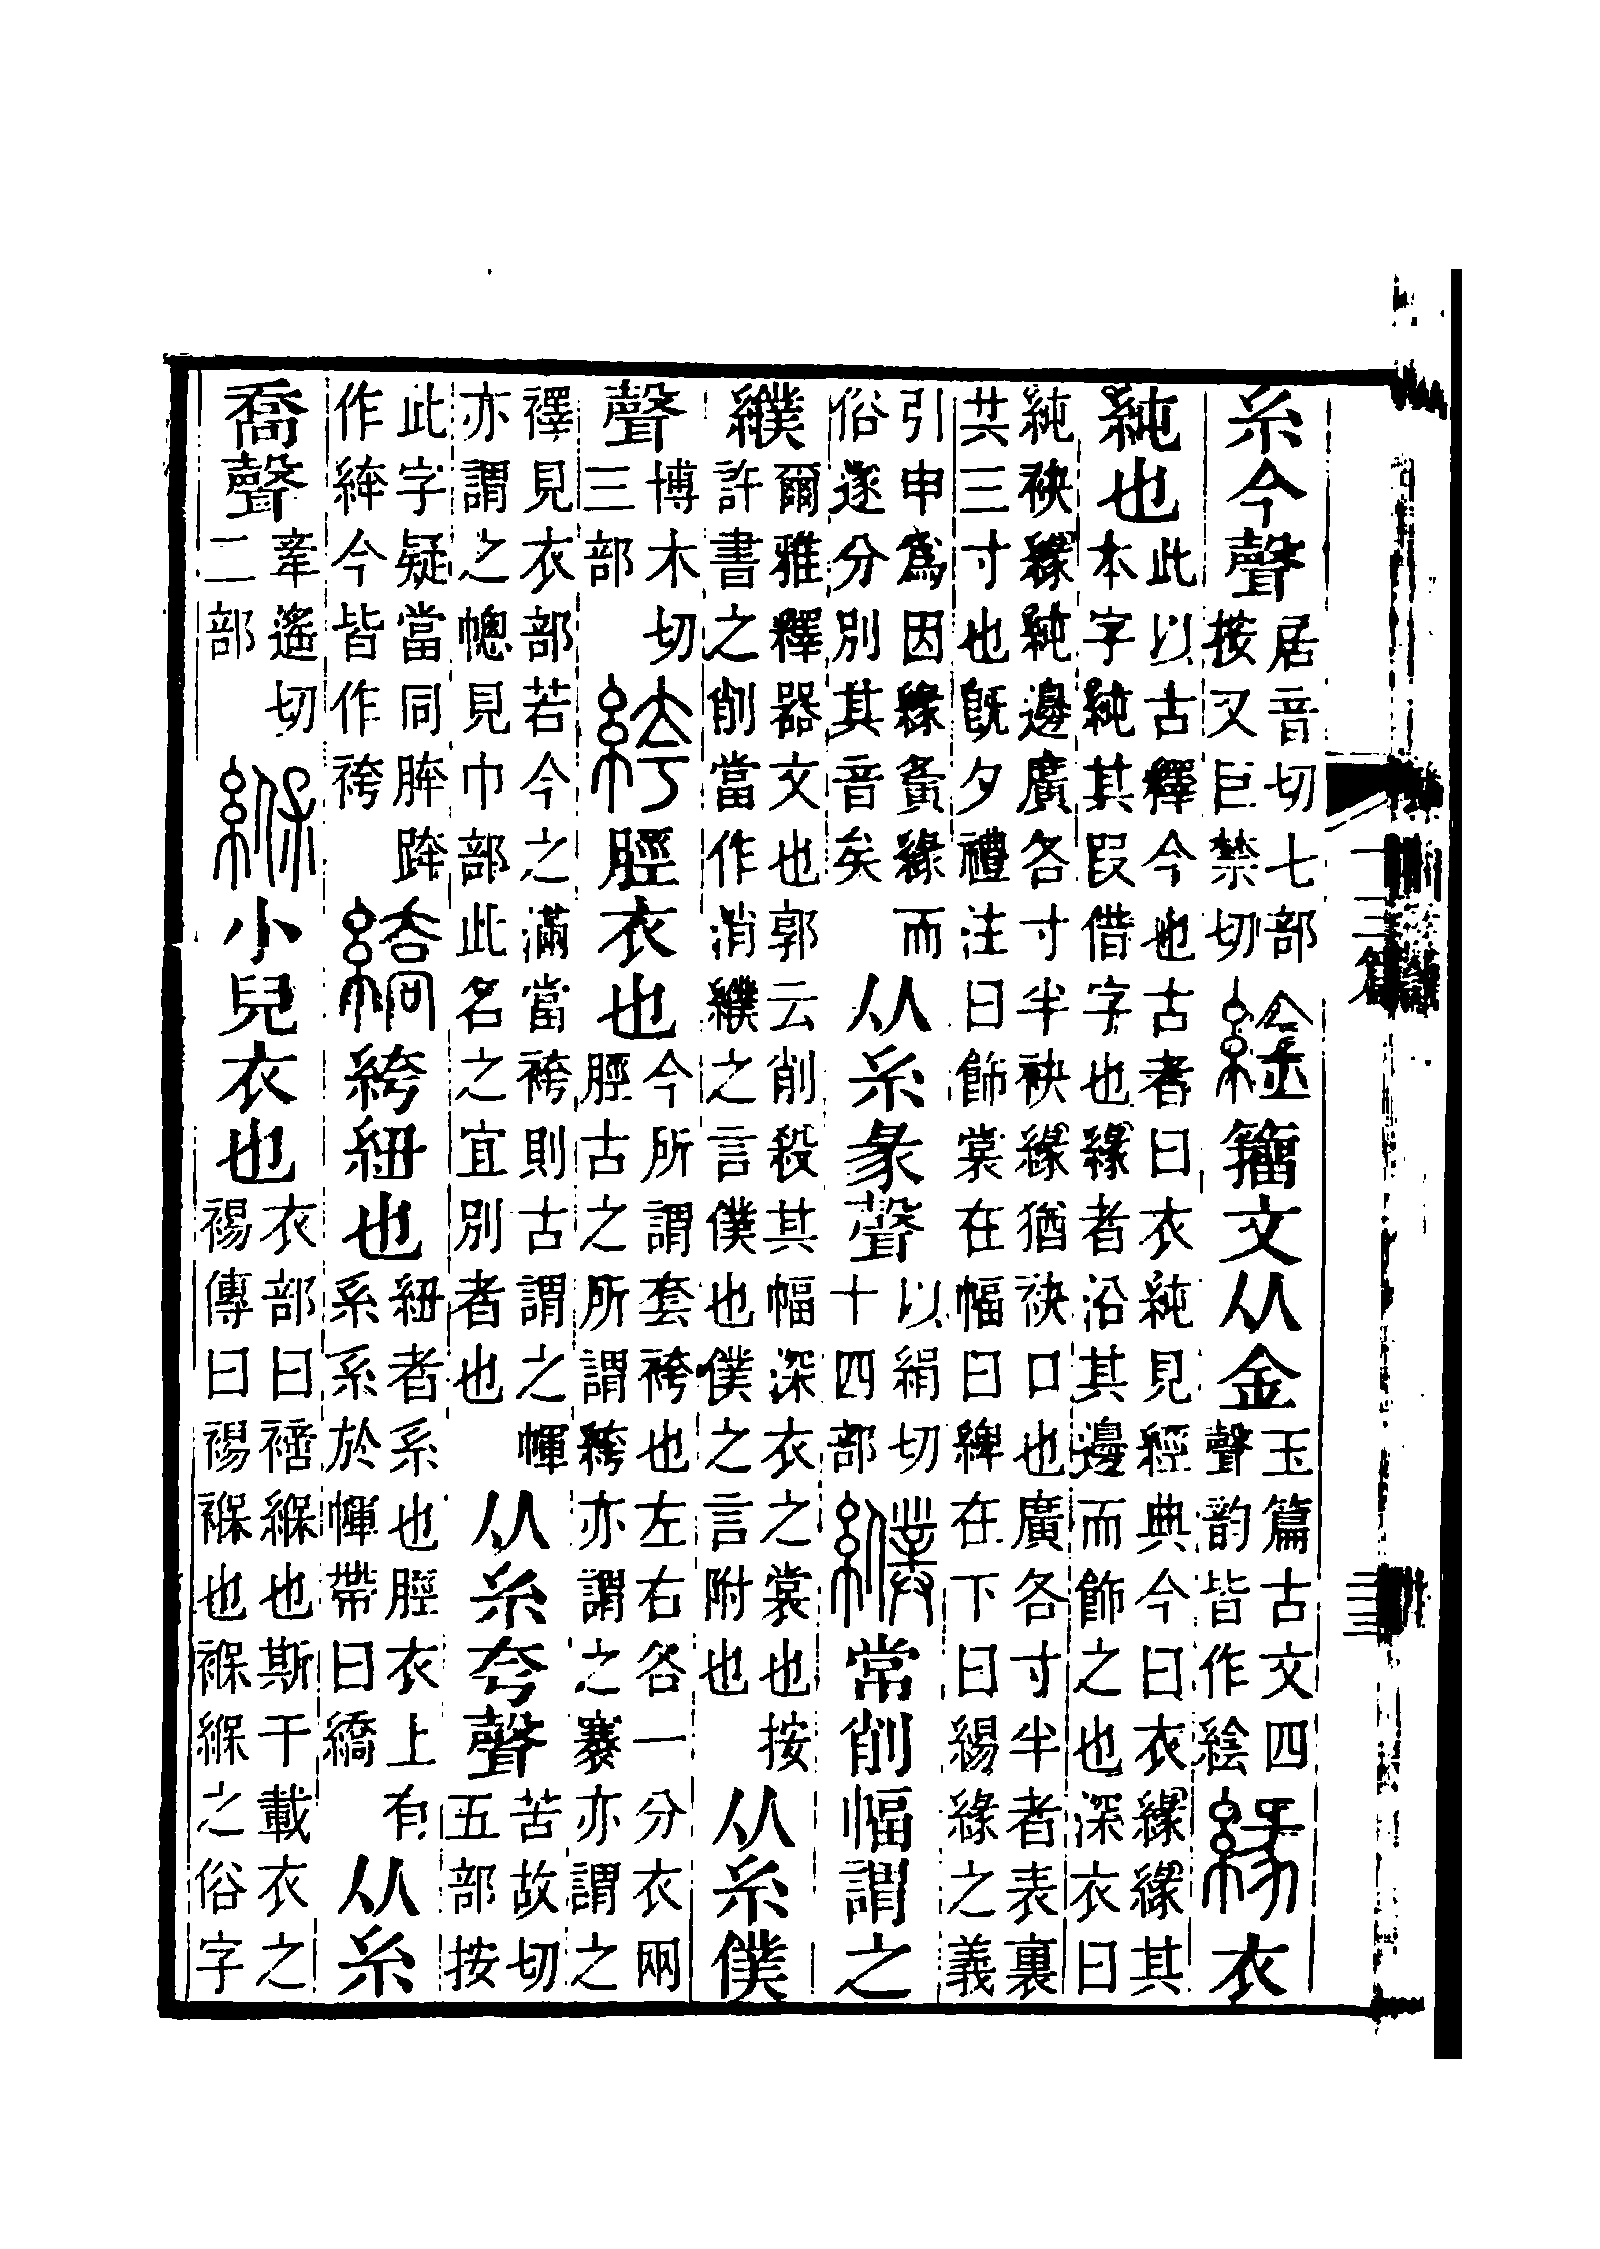 糸今聲居音切七部按又巨禁切䋮籒文从金玉篇古文四聲韵皆作絵緣衣
純也此以古釋今也古者曰衣純見經典今曰衣緣緣其本字純其叚借字也緣者沿其邊而飾之也深衣曰
純袂緣純邊廣各寸半袂緣猶袂口也廣各寸半者表裏共三寸也旣夕禮注曰飾裳在幅曰綼在下曰緆緣之義
引申爲因緣夤緣而俗遂分別其音矣从糸彖聲以絹切十四部纀常削幅謂之
纀爾雅釋器文也郭云削殺其幅深衣之裳也按許書之削當作消纀之言僕也僕之言附也从糸僕
聲博木切三部絝脛衣也今所謂套袴也左右各一分衣兩脛古之所謂絝亦謂之褰亦謂之
襗見衣部若今之滿當袴則古謂之㡓亦謂之幒見巾部此名之宜別者也从糸夸聲苦故切五部按
此字疑當同胯跨作絝今皆作袴繑絝紐也紐者系也脛衣上有系系於㡓帶曰繑从糸
喬聲牽遙切二部緥小兒衣也衣部曰䙖緥也斯干載衣之裼傳曰裼褓也褓緥之俗字